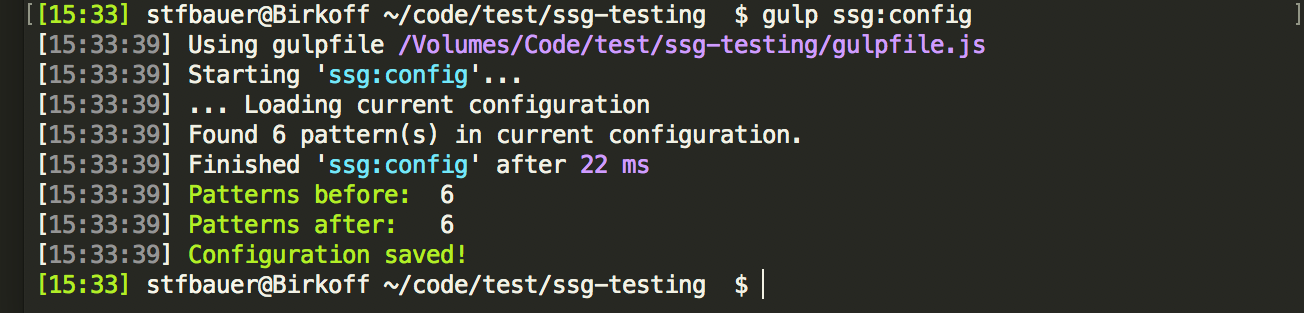 [15:33] stfbauer@Birkoff ~/code/test/ssg-testing  $ gulp ssg:config
[15:33:39] Using gulpfile /Volumes/Code/test/ssg-testing/gulpfile.js
[15:33:39] Starting 'ssg:config'...
[15:33:39] ... Loading current configuration
[15:33:39] Found 6 pattern(s) in current configuration.
[15:33:39] Finished 'ssg:config' after 22 ms
[15:33:39] Patterns before:  6
[15:33:39] Patterns after:   6
[15:33:39] Configuration saved!
[15:33] stfbauer@Birkoff ~/code/test/ssg-testing  $